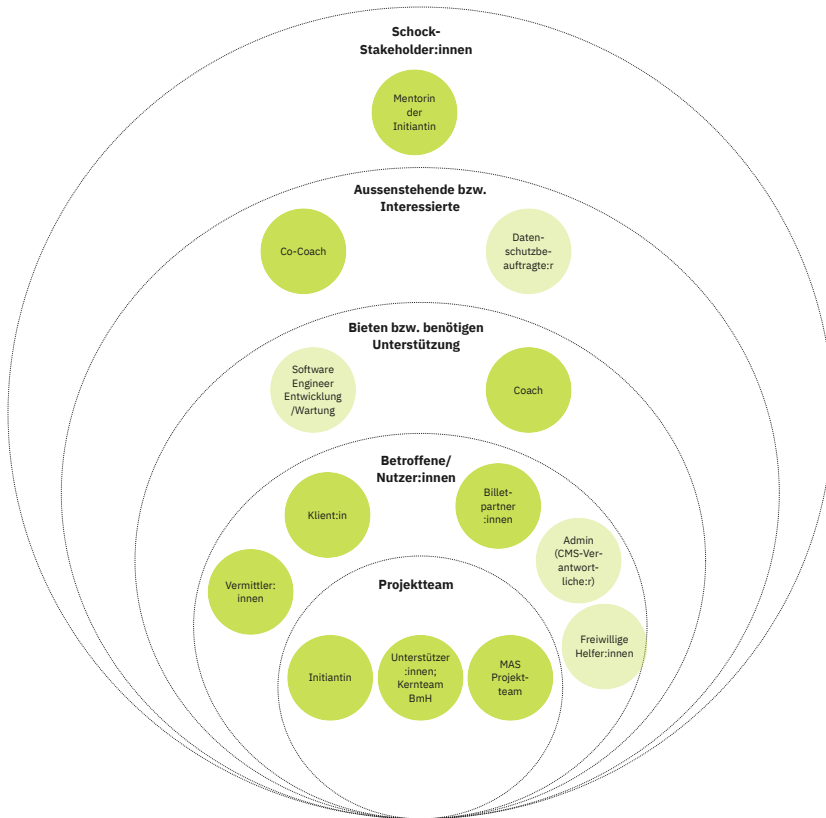 Schock-
Stakeholder:innen
Mentorin
der
Initiantin
Aussenstehende bzw.
Interessierte
Co-Coach
Daten-
schutzbe-
auftragte:r
Bieten bzw. benötigen
Unterstützung
Software
Engineer
Entwicklung
/Wartung
Coach
Betroffene/
Nutzer:innen
Klient:in
Billet-
partner
:innen
Admin
(CMS-Ver-
antwort-
liche:r)
Vermittler:
innen
Freiwillige
Helfer:innen
Projektteam
Initiantin
Unterstützer
:innen;
Kernteam
BmH
MAS
Projekt-
team